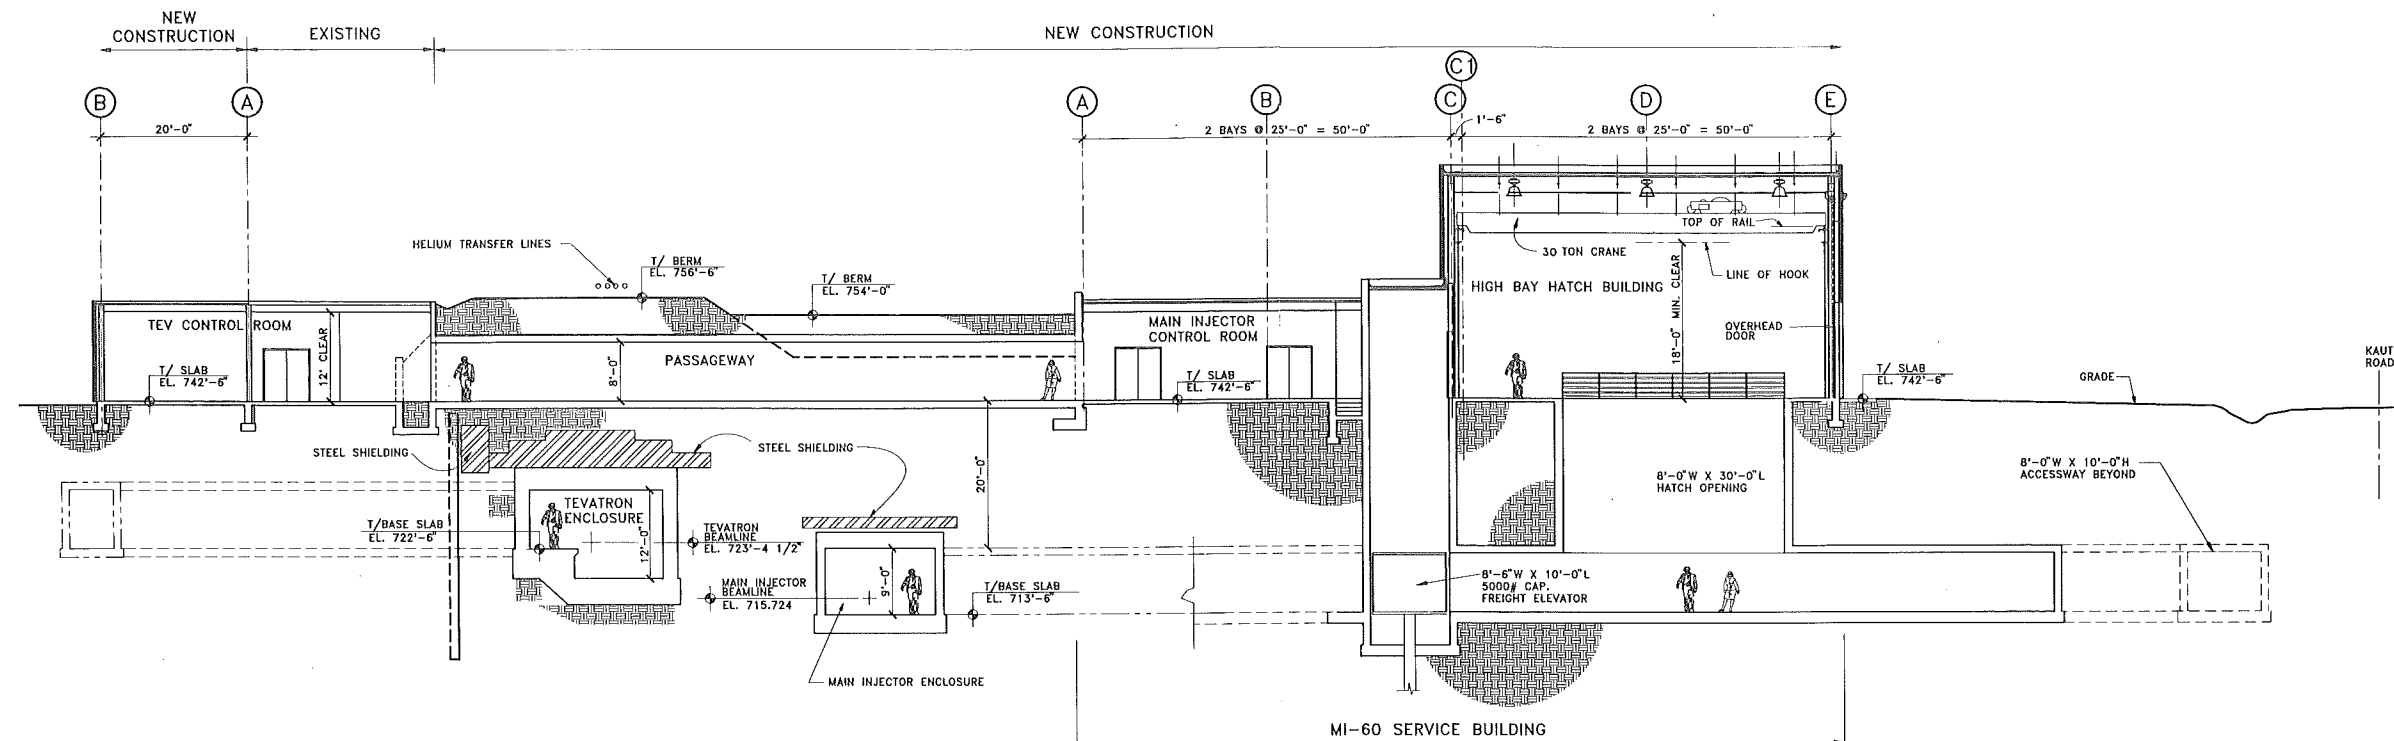 NEW
CONSTRUCTION
EXISTING
NEW CONSTRUCTION
B
A
A
B
C1
C
D
E
20'-0"
2 BAYS @ 25'-0" = 50'-0"
1'-6"
2 BAYS @ 25'-0" = 50'-0"
HELIUM TRANSFER LINES
T/ BERM
EL. 756'-6"
T/ BERM
EL. 754'-0"
TOP OF RAIL
30 TON CRANE
LINE OF HOOK
HIGH BAY HATCH BUILDING
18'-0" MIN. CLEAR
OVERHEAD
DOOR
TEV CONTROL ROOM
12' CLEAR
T/ SLAB
EL. 742'-6"
PASSAGEWAY
8'-0"
MAIN INJECTOR
CONTROL ROOM
T/ SLAB
EL. 742'-6"
T/ SLAB
EL. 742'-6"
GRADE
KAUT
ROAD
STEEL SHIELDING
STEEL SHIELDING
20'-0"
8'-0"W X 30'-0"L
HATCH OPENING
8'-0"W X 10'-0"H
ACCESSWAY BEYOND
TEVATRON
ENCLOSURE
12'-0"
T/BASE SLAB
EL. 722'-6"
TEVATRON
BEAMLINE
EL. 723'-4 1/2"
MAIN INJECTOR
BEAMLINE
EL. 715.724
9'-0"
T/BASE SLAB
EL. 713'-6"
8'-6"W X 10'-0"L
5000# CAP.
FREIGHT ELEVATOR
MAIN INJECTOR ENCLOSURE
MI-60 SERVICE BUILDING